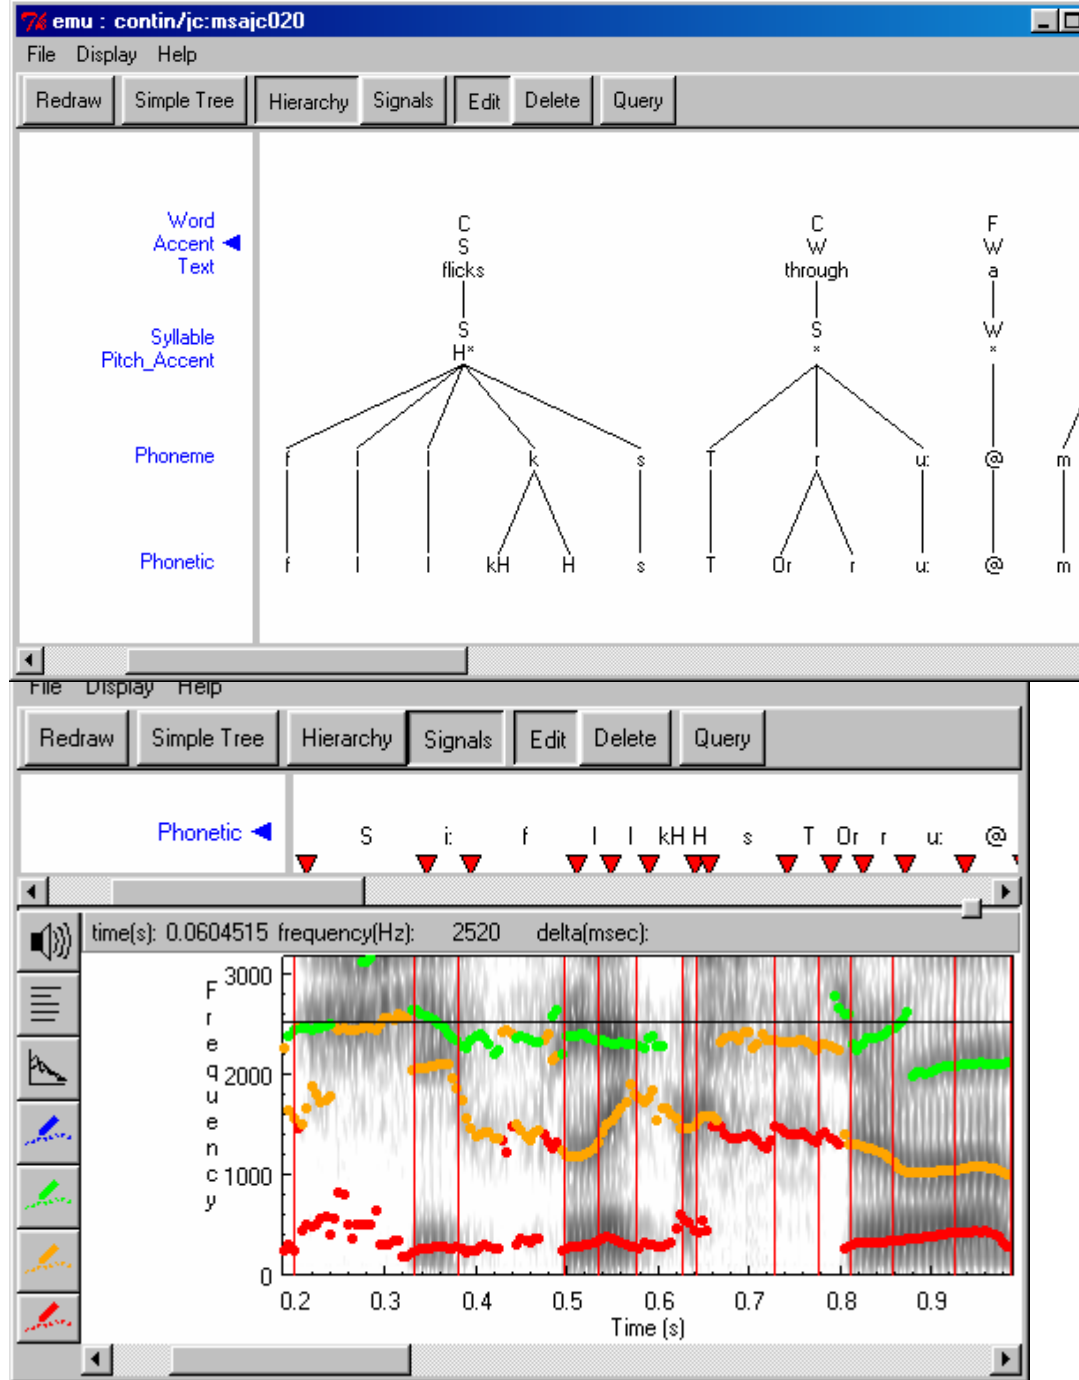 emu : contin/jc:msajc020
File Display Help
Redraw Simple Tree Hierarchy Signals Edit Delete Query
Word C C F
Accent S W W
Text flicks through a
Syllable S S W
Pitch_Accent H* * *
Phoneme f l I k s T r u: @ m
Phonetic f l I kH H s T Or r u: @ m
File Display Help
Redraw Simple Tree Hierarchy Signals Edit Delete Query
Phonetic S i: f l I kH H s T Or r u: @
time(s): 0.0604515 frequency(Hz): 2520 delta(msec):
Frequency
3000
2000
1000
0
0.2 0.3 0.4 0.5 0.6 0.7 0.8 0.9
Time (s)